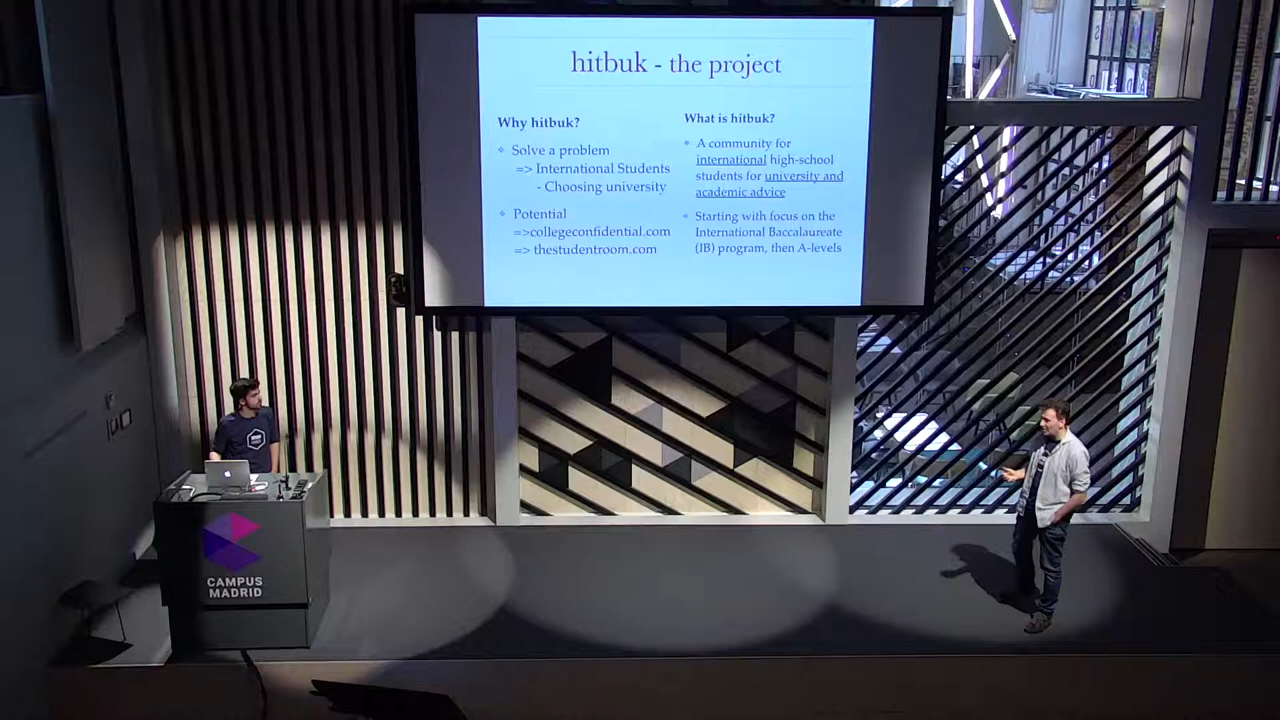 hitbuk - the project
Why hitbuk?
❖ Solve a problem
=> International Students
- Choosing university
❖ Potential
=>collegeconfidential.com
=> thestudentroom.com
What is hitbuk?
❖ A community for
international high-school
students for university and
academic advice
❖ Starting with focus on the
International Baccalaureate
(IB) program, then A-levels
CAMPUS
MADRID